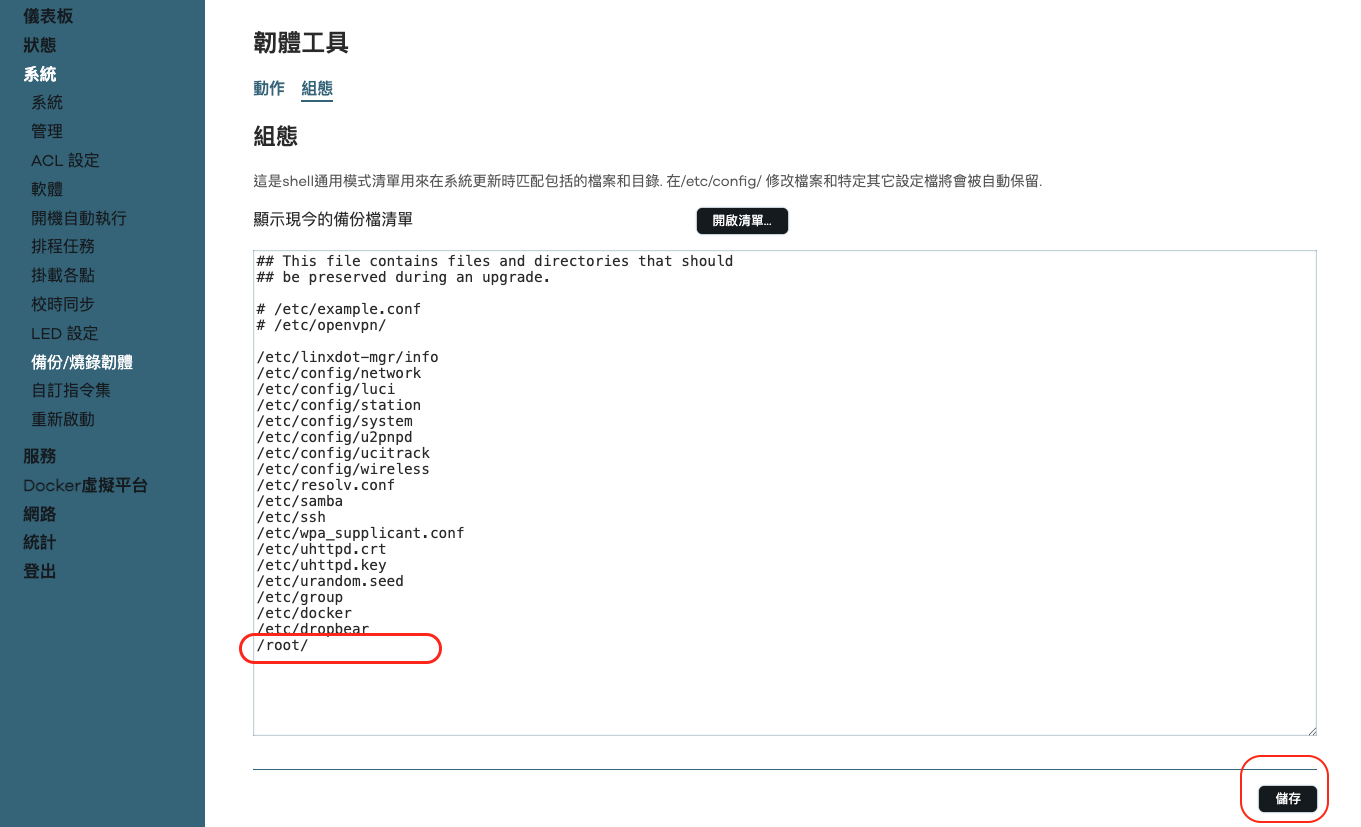 儀表板
狀態
系統
系統
管理
ACL 設定
軟體
開機自動執行
排程任務
掛載各點
校時同步
LED 設定
備份/燒錄韌體
自訂指令集
重新啟動
服務
Docker虛擬平台
網路
統計
登出
韌體工具
動作 組態
組態
這是shell通用模式清單用來在系統更新時匹配包括的檔案和目錄. 在/etc/config/ 修改檔案和特定其它設定檔將會被自動保留.
顯示現今的備份檔清單 開啟清單...
## This file contains files and directories that should
## be preserved during an upgrade.
# /etc/example.conf
# /etc/openvpn/
/etc/linxdot-mgr/info
/etc/config/network
/etc/config/luci
/etc/config/station
/etc/config/system
/etc/config/u2pnpd
/etc/config/ucitrack
/etc/config/wireless
/etc/resolv.conf
/etc/samba
/etc/ssh
/etc/wpa_supplicant.conf
/etc/uhttpd.crt
/etc/uhttpd.key
/etc/urandom.seed
/etc/group
/etc/docker
/etc/dropbear
/root/
儲存